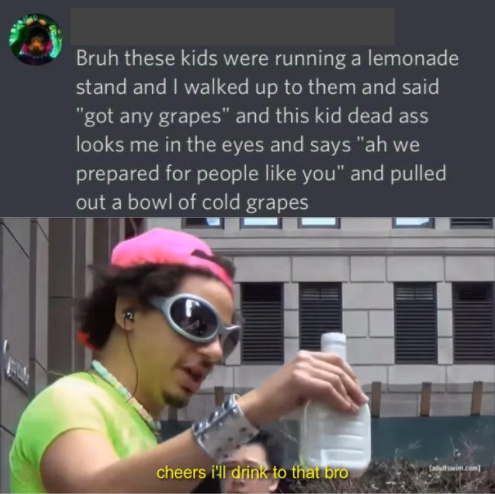 Bruh these kids were running a lemonade
stand and I walked up to them and said
"got any grapes" and this kid dead ass
looks me in the eyes and says "ah we
prepared for people like you" and pulled
out a bowl of cold grapes
cheers i'll drink to that bro
[adultswim.com]